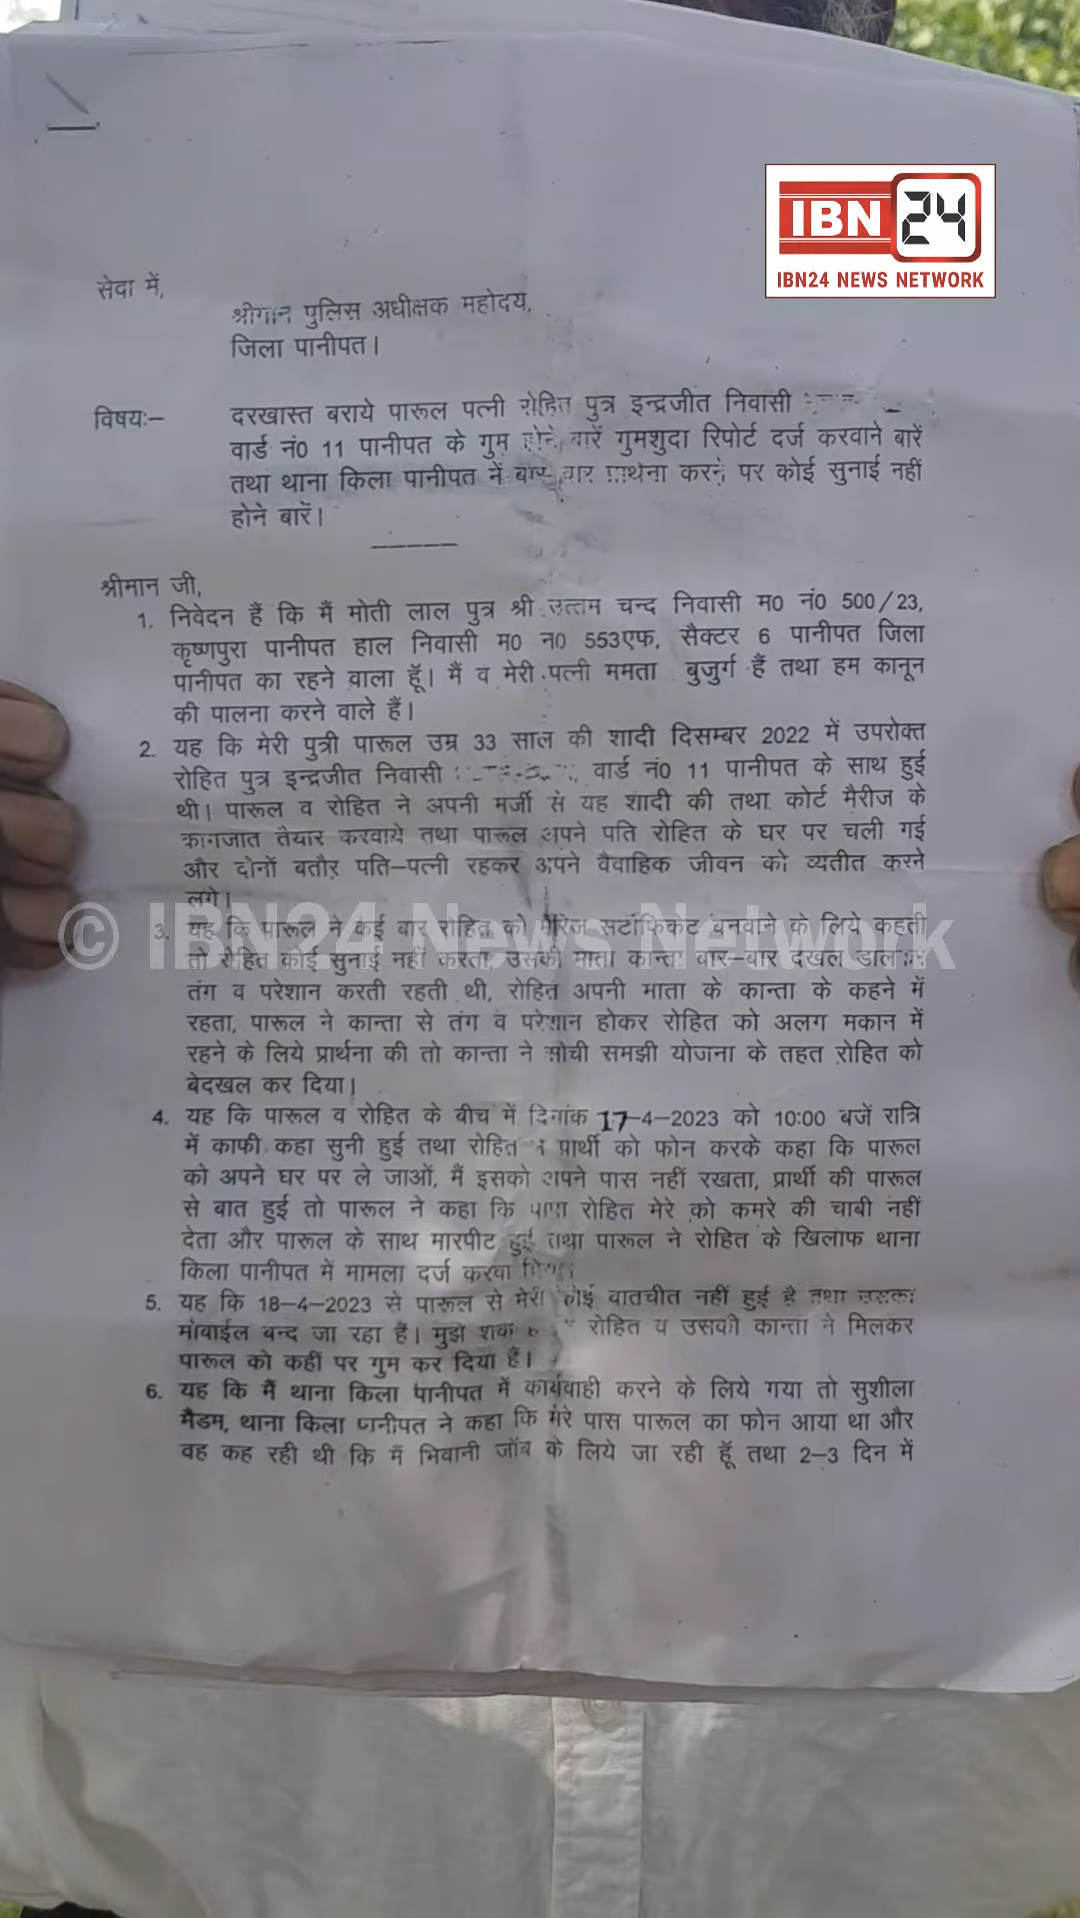 IBN 24
IBN24 NEWS NETWORK
सेवा में,
श्रीमान पुलिस अधीक्षक महोदय,
जिला पानीपत।
विषयः— दरखास्त बराये पारूल पत्नी रोहित पुत्र इन्द्रजीत निवासी
वार्ड नं0 11 पानीपत के गुम होने बारें गुमशुदा रिपोर्ट दर्ज करवाने बारें
तथा थाना किला पानीपत में बार-बार प्रार्थना करने पर कोई सुनाई नहीं
होने बारें।
श्रीमान जी,
1. निवेदन हैं कि मैं मोती लाल पुत्र श्री उत्तम चन्द निवासी म0 नं0 500/23,
कृष्णपुरा पानीपत हाल निवासी म0 न0 553एफ, सैक्टर 6 पानीपत जिला
पानीपत का रहने वाला हूॅं। मैं व मेरी पत्नी ममता बुजुर्ग हैं तथा हम कानून
की पालना करने वाले हैं।
2. यह कि मेरी पुत्री पारूल उम्र 33 साल की शादी दिसम्बर 2022 में उपरोक्त
रोहित पुत्र इन्द्रजीत निवासी वार्ड नं0 11 पानीपत के साथ हुई
थी। पारूल व रोहित ने अपनी मर्जी से यह शादी की तथा कोर्ट मैरीज के
कागजात तैयार करवाये तथा पारूल अपने पति रोहित के घर पर चली गई
और दोनों बतौर पति—पत्नी रहकर अपने वैवाहिक जीवन को व्यतीत करने
लगे।
© IBN24 News Network
3. यह कि पारूल ने कई बार रोहित को मैरिज सर्टीफिकेट बनवाने के लिये कहती
तो रोहित कोई सुनाई नहीं करता, उसकी माता कान्ता बार—बार दखल डाल
तंग व परेशान करती रहती थी, रोहित अपनी माता के कान्ता के कहने में
रहता, पारूल ने कान्ता से तंग व परेशान होकर रोहित को अलग मकान में
रहने के लिये प्रार्थना की तो कान्ता ने सोची समझी योजना के तहत रोहित को
बेदखल कर दिया।
4. यह कि पारूल व रोहित के बीच में दिनांक 17—4—2023 को 10:00 बजें रात्रि
में काफी कहा सुनी हुई तथा रोहित प्रार्थी को फोन करके कहा कि पारूल
को अपने घर पर ले जाओं, मैं इसको अपने पास नहीं रखता, प्रार्थी की पारूल
से बात हुई तो पारूल ने कहा कि पापा रोहित मेरे को कमरे की चाबी नहीं
देता और पारूल के साथ मारपीट हुई तथा पारूल ने रोहित के खिलाफ थाना
किला पानीपत में मामला दर्ज करवा
5. यह कि 18—4—2023 से पारूल से मेरी कोई बातचीत नहीं हुई है तथा उसका
मोबाईल बन्द जा रहा हैं। मुझे शक रोहित व उसकी कान्ता ने मिलकर
पारूल को कहीं पर गुम कर दिया हैं।
6. यह कि मैं थाना किला पानीपत में कार्यवाही करने के लिये गया तो सुशीला
मैडम, थाना किला पानीपत ने कहा कि मेरे पास पारूल का फोन आया था और
वह कह रही थी कि मैं भिवानी जॉब के लिये जा रही हूॅं तथा 2—3 दिन में